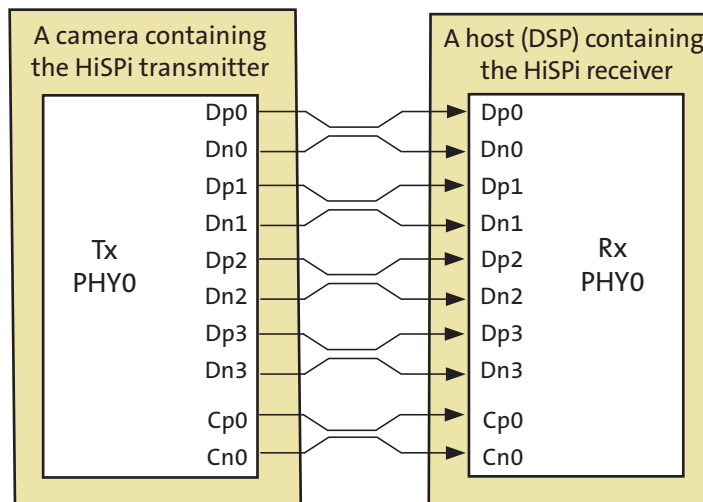 A camera containing
the HiSPi transmitter
A host (DSP) containing
the HiSPi receiver
Dp0
Dn0
Dp1
Dn1
Dp2
Dn2
Dp3
Dn3
Cp0
Cn0
Tx
PHY0
Dp0
Dn0
Dp1
Dn1
Dp2
Dn2
Dp3
Dn3
Cp0
Cn0
Rx
PHY0